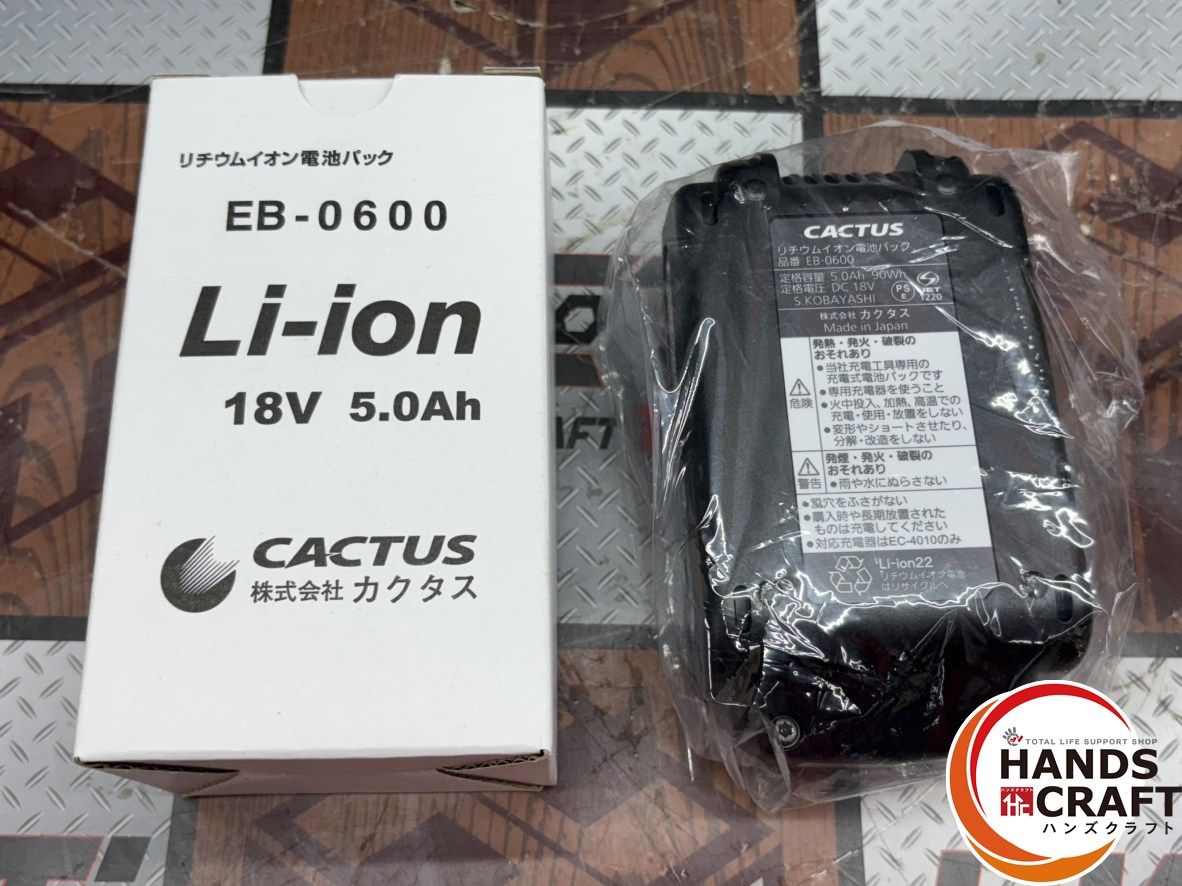 リチウムイオン電池パック
EB-0600
Li-ion
18V 5.0Ah
CACTUS
株式会社 カクタス
CACTUS
リチウムイオン電池パック
品番 EB-0600
定格容量 5.0Ah 90Wh
定格電圧 DC 18V
S.KOBAYASHI
PS
E
JET
1220
株式会社 カクタス
Made in Japan
危険
発熱・発火・破裂の
おそれあり
●当社充電工具専用の
充電式電池パックです
●専用充電器を使うこと
●火中投入、加熱、高温での
充電・使用・放置をしない
●変形やショートさせたり、
分解・改造をしない
警告
発煙・発火・破裂の
おそれあり
●雨や水にぬらさない
●風穴をふさがない
●購入時や長期放置された
ものは充電してください
●対応充電器はEC-4010のみ
Li-ion22
リチウムイオン電池
はリサイクルへ
TOTAL LIFE SUPPORT SHOP
HANDS
ハンズクラフト
CRAFT
ハンズクラフト